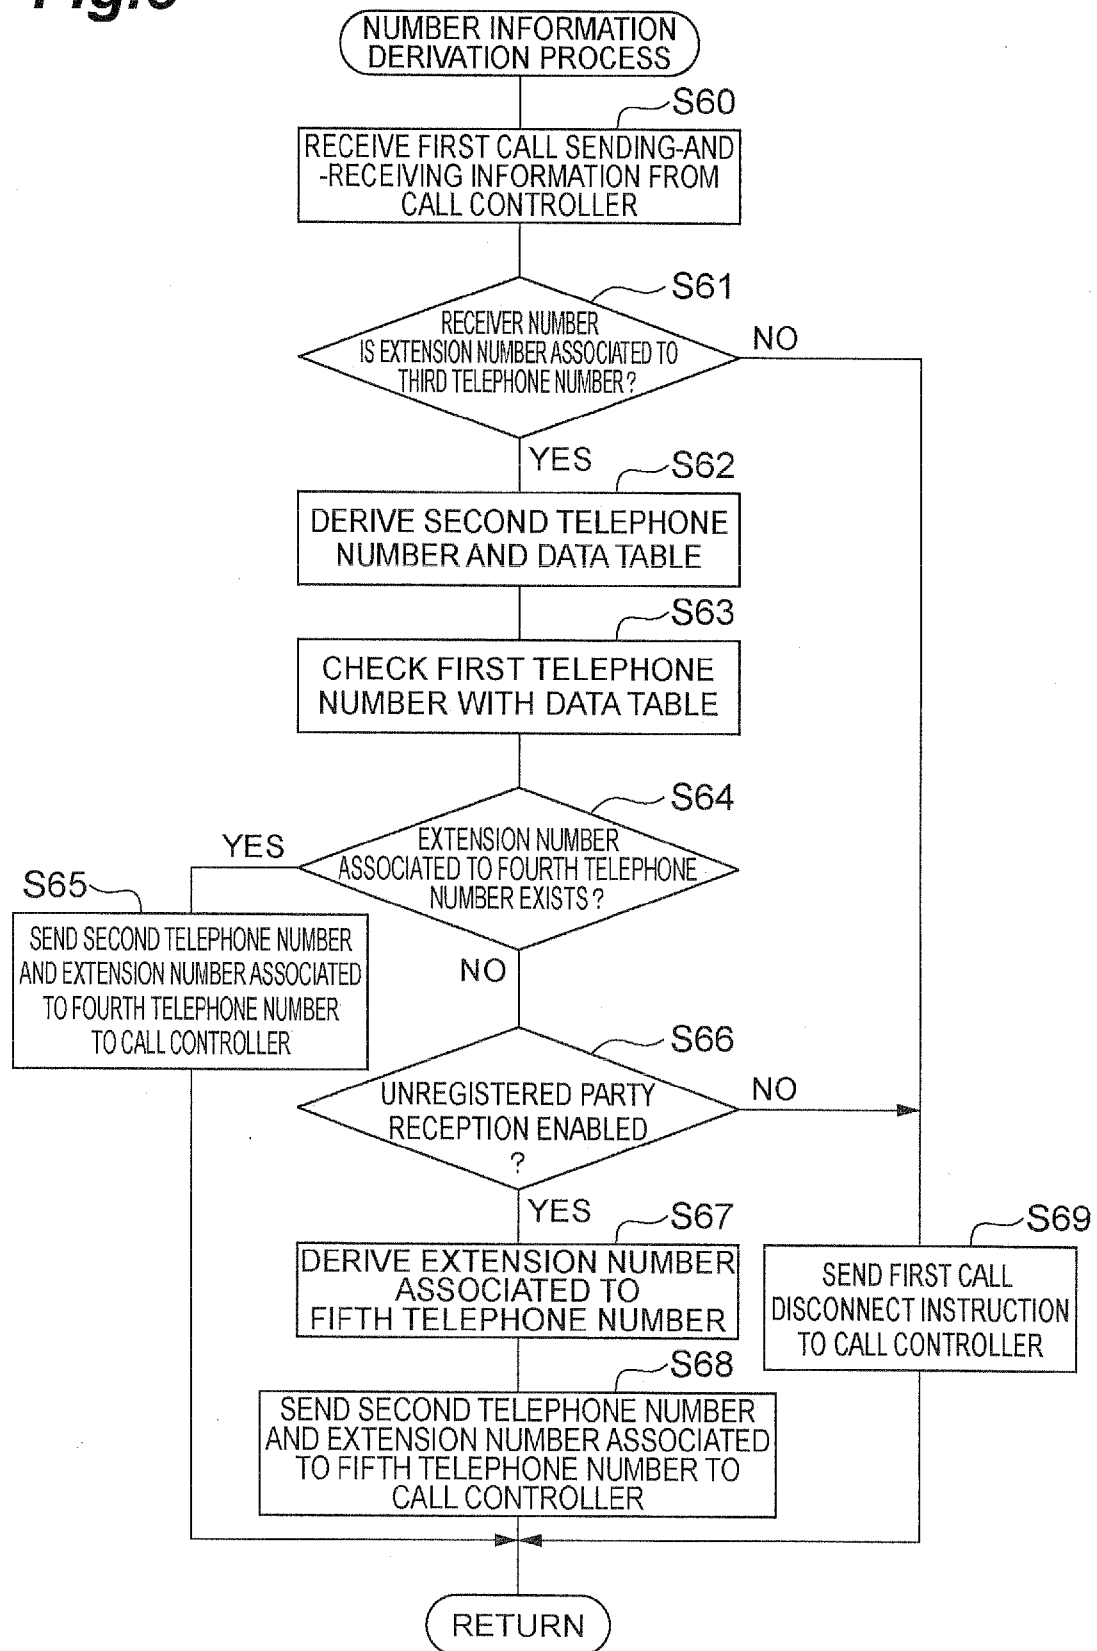 NUMBER INFORMATION
DERIVATION PROCESS
S60
RECEIVE FIRST CALL SENDING-AND
-RECEIVING INFORMATION FROM
CALL CONTROLLER
S61
RECEIVER NUMBER
IS EXTENSION NUMBER ASSOCIATED TO
THIRD TELEPHONE NUMBER?
NO
YES
S62
DERIVE SECOND TELEPHONE
NUMBER AND DATA TABLE
S63
CHECK FIRST TELEPHONE
NUMBER WITH DATA TABLE
S64
EXTENSION NUMBER
ASSOCIATED TO FOURTH TELEPHONE
NUMBER EXISTS?
YES
S65
SEND SECOND TELEPHONE NUMBER
AND EXTENSION NUMBER ASSOCIATED
TO FOURTH TELEPHONE NUMBER
TO CALL CONTROLLER
NO
S66
UNREGISTERED PARTY
RECEPTION ENABLED
?
NO
YES
S67
DERIVE EXTENSION NUMBER
ASSOCIATED TO
FIFTH TELEPHONE NUMBER
S69
SEND FIRST CALL
DISCONNECT INSTRUCTION
TO CALL CONTROLLER
S68
SEND SECOND TELEPHONE NUMBER
AND EXTENSION NUMBER ASSOCIATED
TO FIFTH TELEPHONE NUMBER TO
CALL CONTROLLER
RETURN